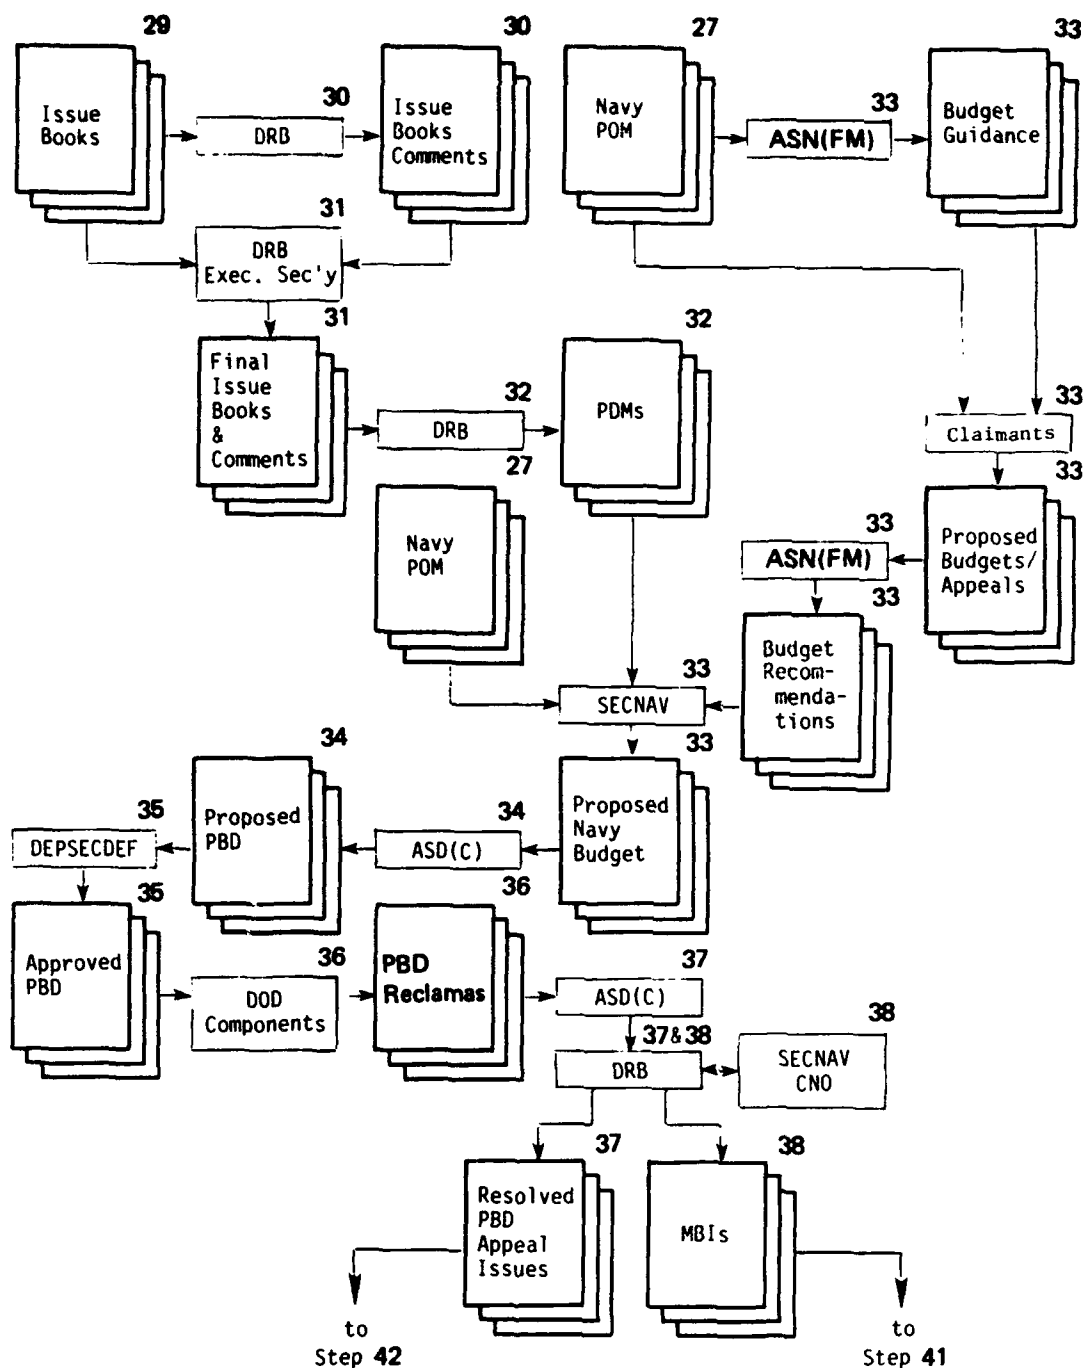 29
Issue
Books
30
DRB
30
Issue
Books
Comments
27
Navy
POM
33
ASN(FM)
33
Budget
Guidance
31
DRB
Exec. Sec'y
31
Final
Issue
Books
&
Comments
32
DRB
32
PDMs
33
Claimants
33
Proposed
Budgets/
Appeals
27
Navy
POM
33
ASN(FM)
33
Budget
Recom-
menda-
tions
33
SECNAV
33
Proposed
Navy
Budget
34
ASD(C)
34
Proposed
PBD
35
DEPSECDEF
35
Approved
PBD
36
DOD
Components
36
PBD
Reclamas
37
ASD(C)
37&38
DRB
38
SECNAV
CNO
37
Resolved
PBD
Appeal
Issues
38
MBIs
to
Step 42
to
Step 41